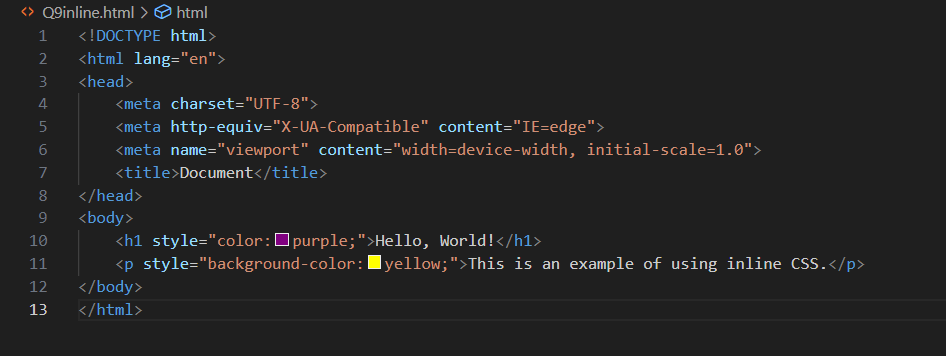 Q9inline.html > html
1 <!DOCTYPE html>
2 <html lang="en">
3 <head>
4     <meta charset="UTF-8">
5     <meta http-equiv="X-UA-Compatible" content="IE=edge">
6     <meta name="viewport" content="width=device-width, initial-scale=1.0">
7     <title>Document</title>
8 </head>
9 <body>
10     <h1 style="color:purple;">Hello, World!</h1>
11     <p style="background-color:yellow;">This is an example of using inline CSS.</p>
12 </body>
13 </html>